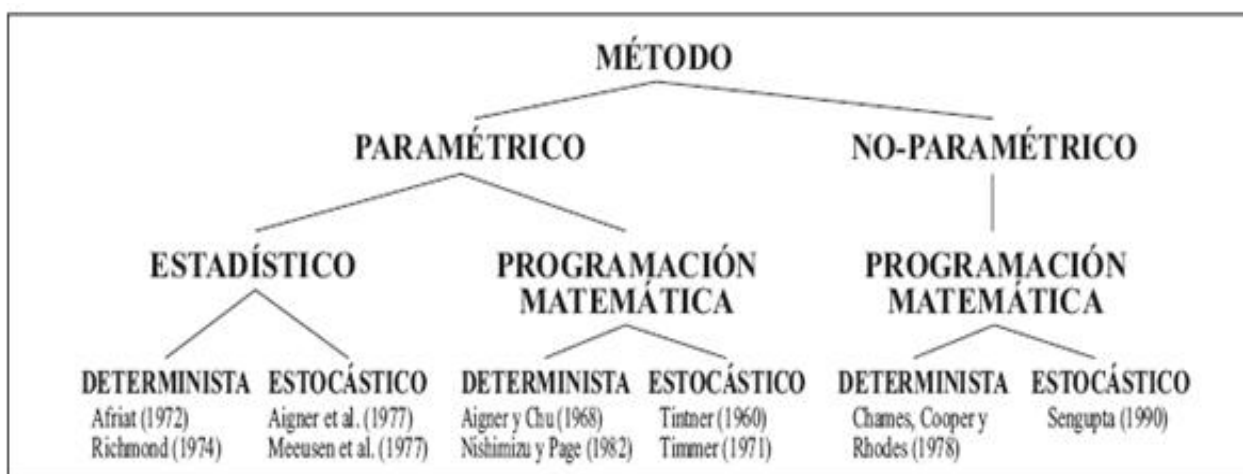 MÉTODO
PARAMÉTRICO NO-PARAMÉTRICO
ESTADÍSTICO PROGRAMACIÓN MATEMÁTICA PROGRAMACIÓN MATEMÁTICA
DETERMINISTA
Afriat (1972)
Richmond (1974)
ESTOCÁSTICO
Aigner et al. (1977)
Meeusen et al. (1977)
DETERMINISTA
Aigner y Chu (1968)
Nishimizu y Page (1982)
ESTOCÁSTICO
Tintner (1960)
Timmer (1971)
DETERMINISTA
Charnes, Cooper y
Rhodes (1978)
ESTOCÁSTICO
Sengupta (1990)